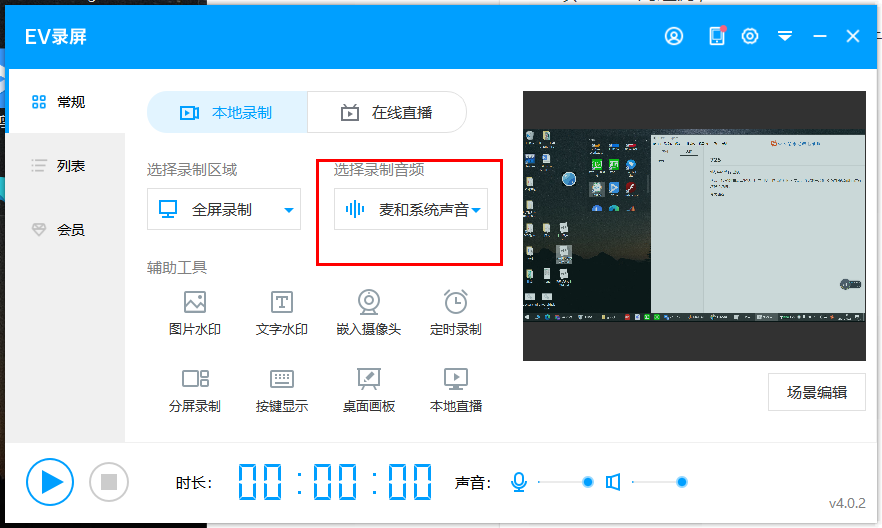 EV录屏
常规
列表
会员
本地录制
在线直播
选择录制区域
选择录制音频
全屏录制
麦和系统声音
辅助工具
图片水印
文字水印
嵌入摄像头
定时录制
分屏录制
按键显示
桌面画板
本地直播
场景编辑
时长:
00:00:00
声音:
v4.0.2